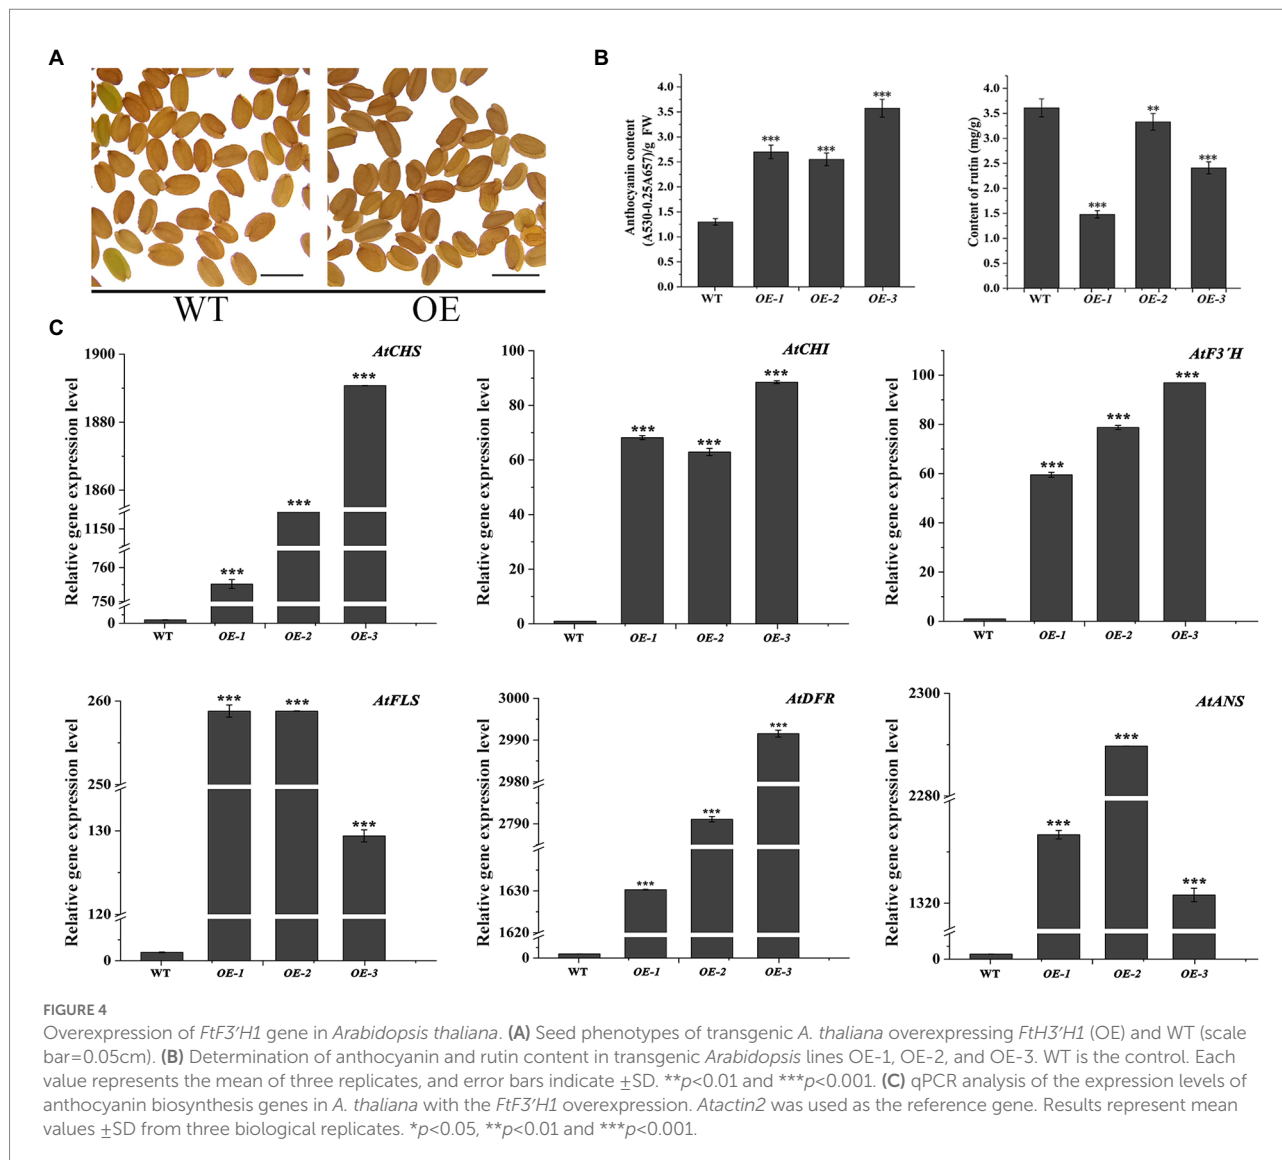 A
WT
OE
B
Anthocyanin content
(A530-0.25A657)/g FW
4.0
3.5
3.0
2.5
2.0
1.5
1.0
0.5
0.0
***
***
***
WT
OE-1
OE-2
OE-3
Content of rutin (mg/g)
4.0
3.5
3.0
2.5
2.0
1.5
1.0
0.5
0.0
***
**
***
WT
OE-1
OE-2
OE-3
C
AtCHS
Relative gene expression level
1900
1880
1860
1150
760
750
0
***
***
***
WT
OE-1
OE-2
OE-3
AtCHI
Relative gene expression level
100
80
60
40
20
0
***
***
***
WT
OE-1
OE-2
OE-3
AtF3´H
Relative gene expression level
100
80
60
40
20
0
***
***
***
WT
OE-1
OE-2
OE-3
AtFLS
Relative gene expression level
260
250
130
120
0
***
***
***
WT
OE-1
OE-2
OE-3
AtDFR
Relative gene expression level
3000
2990
2980
2790
1630
1620
0
***
***
***
WT
OE-1
OE-2
OE-3
AtANS
Relative gene expression level
2300
2280
1320
0
***
***
***
WT
OE-1
OE-2
OE-3
FIGURE 4
Overexpression of FtF3′H1 gene in Arabidopsis thaliana. (A) Seed phenotypes of transgenic A. thaliana overexpressing FtH3′H1 (OE) and WT (scale
bar=0.05cm). (B) Determination of anthocyanin and rutin content in transgenic Arabidopsis lines OE-1, OE-2, and OE-3. WT is the control. Each
value represents the mean of three replicates, and error bars indicate ±SD. **p<0.01 and ***p<0.001. (C) qPCR analysis of the expression levels of
anthocyanin biosynthesis genes in A. thaliana with the FtF3′H1 overexpression. Atactin2 was used as the reference gene. Results represent mean
values ±SD from three biological replicates. *p<0.05, **p<0.01 and ***p<0.001.